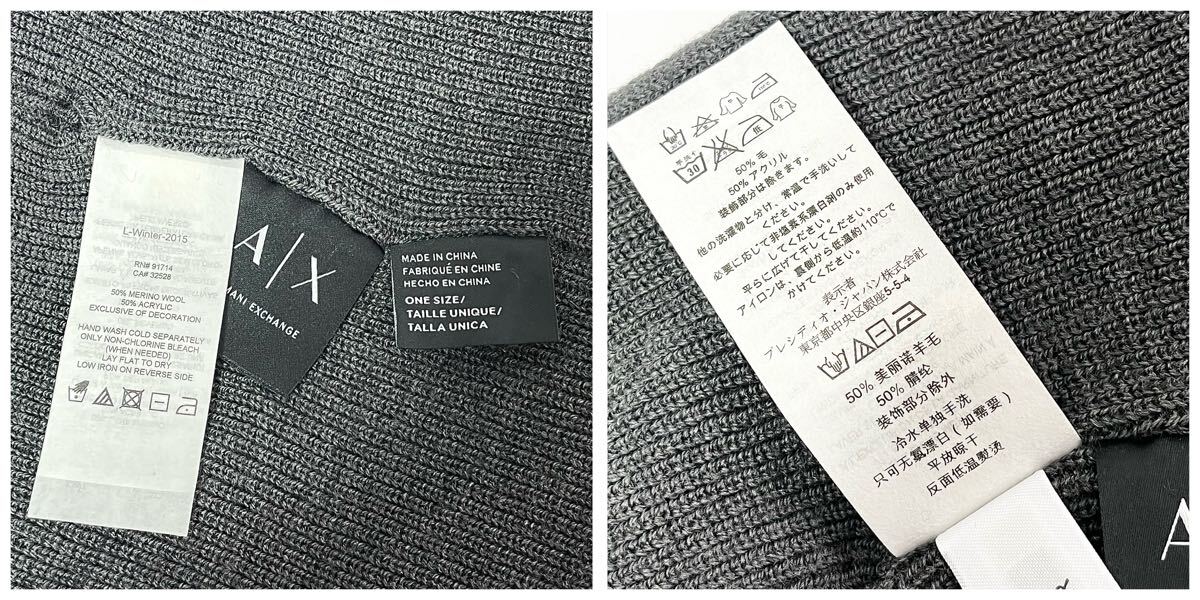 L-Winter-2015
RN# 91714
CA# 32528
50% MERINO WOOL
50% ACRYLIC
EXCLUSIVE OF DECORATION
HAND WASH COLD SEPARATELY
ONLY NON-CHLORINE BLEACH
(WHEN NEEDED)
LAY FLAT TO DRY
LOW IRON ON REVERSE SIDE
A|X
MANI EXCHANGE
MADE IN CHINA
FABRIQUÉ EN CHINE
HECHO EN CHINA
ONE SIZE/
TAILLE UNIQUE/
TALLA UNICA
30
50% 毛
50% アクリル
装飾部分は除きます。
他の洗濯物と分け、常温で手洗いして
ください。
必要に応じて非塩素系漂白剤のみ使用
してください。
平らに広げて干してください。
アイロンは、裏側から低温約110°Cで
かけてください。
表示者
プレシディオ・ジャパン株式会社
東京都中央区銀座5-5-4
50% 美丽诺羊毛
50% 腈纶
装饰部分除外
冷水单独手洗
只可无氯漂白 ( 如需要 )
平放晾干
反面低温熨烫
A